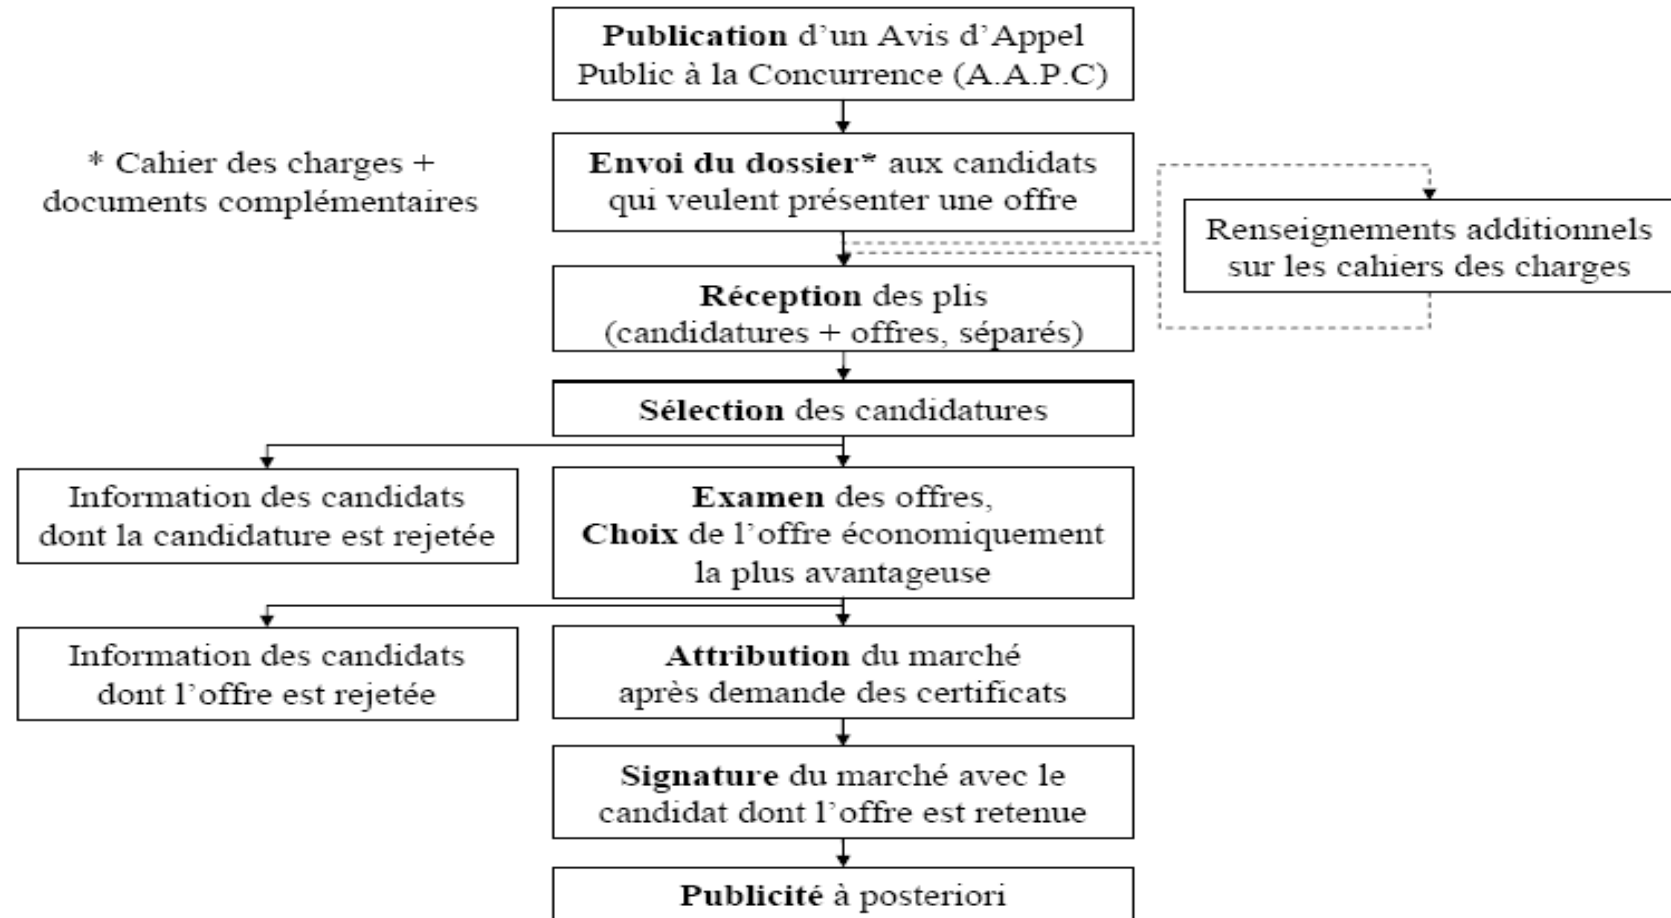 Publication d’un Avis d’Appel
Public à la Concurrence (A.A.P.C)
* Cahier des charges +
documents complémentaires
Envoi du dossier* aux candidats
qui veulent présenter une offre
Renseignements additionnels
sur les cahiers des charges
Réception des plis
(candidatures + offres, séparés)
Sélection des candidatures
Information des candidats
dont la candidature est rejetée
Examen des offres,
Choix de l’offre économiquement
la plus avantageuse
Information des candidats
dont l’offre est rejetée
Attribution du marché
après demande des certificats
Signature du marché avec le
candidat dont l’offre est retenue
Publicité à posteriori